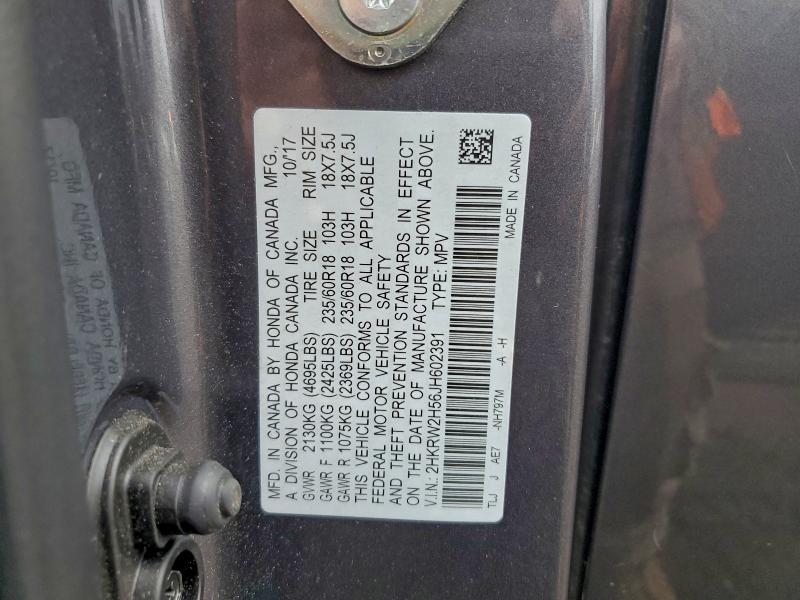 MFD. IN CANADA BY HONDA OF CANADA MFG.,
A DIVISION OF HONDA CANADA INC. 10/'17
GVWR 2130KG (4695LBS) TIRE SIZE RIM SIZE
GAWR F 1100KG (2425LBS) 235/60R18 103H 18X7.5J
GAWR R 1075KG (2369LBS) 235/60R18 103H 18X7.5J
THIS VEHICLE CONFORMS TO ALL APPLICABLE
FEDERAL MOTOR VEHICLE SAFETY
AND THEFT PREVENTION STANDARDS IN EFFECT
ON THE DATE OF MANUFACTURE SHOWN ABOVE.
V.I.N.: 2HKRW2H56JH602391 TYPE: MPV
TLJ J AE7 -NH797M -A -H
MADE IN CANADA